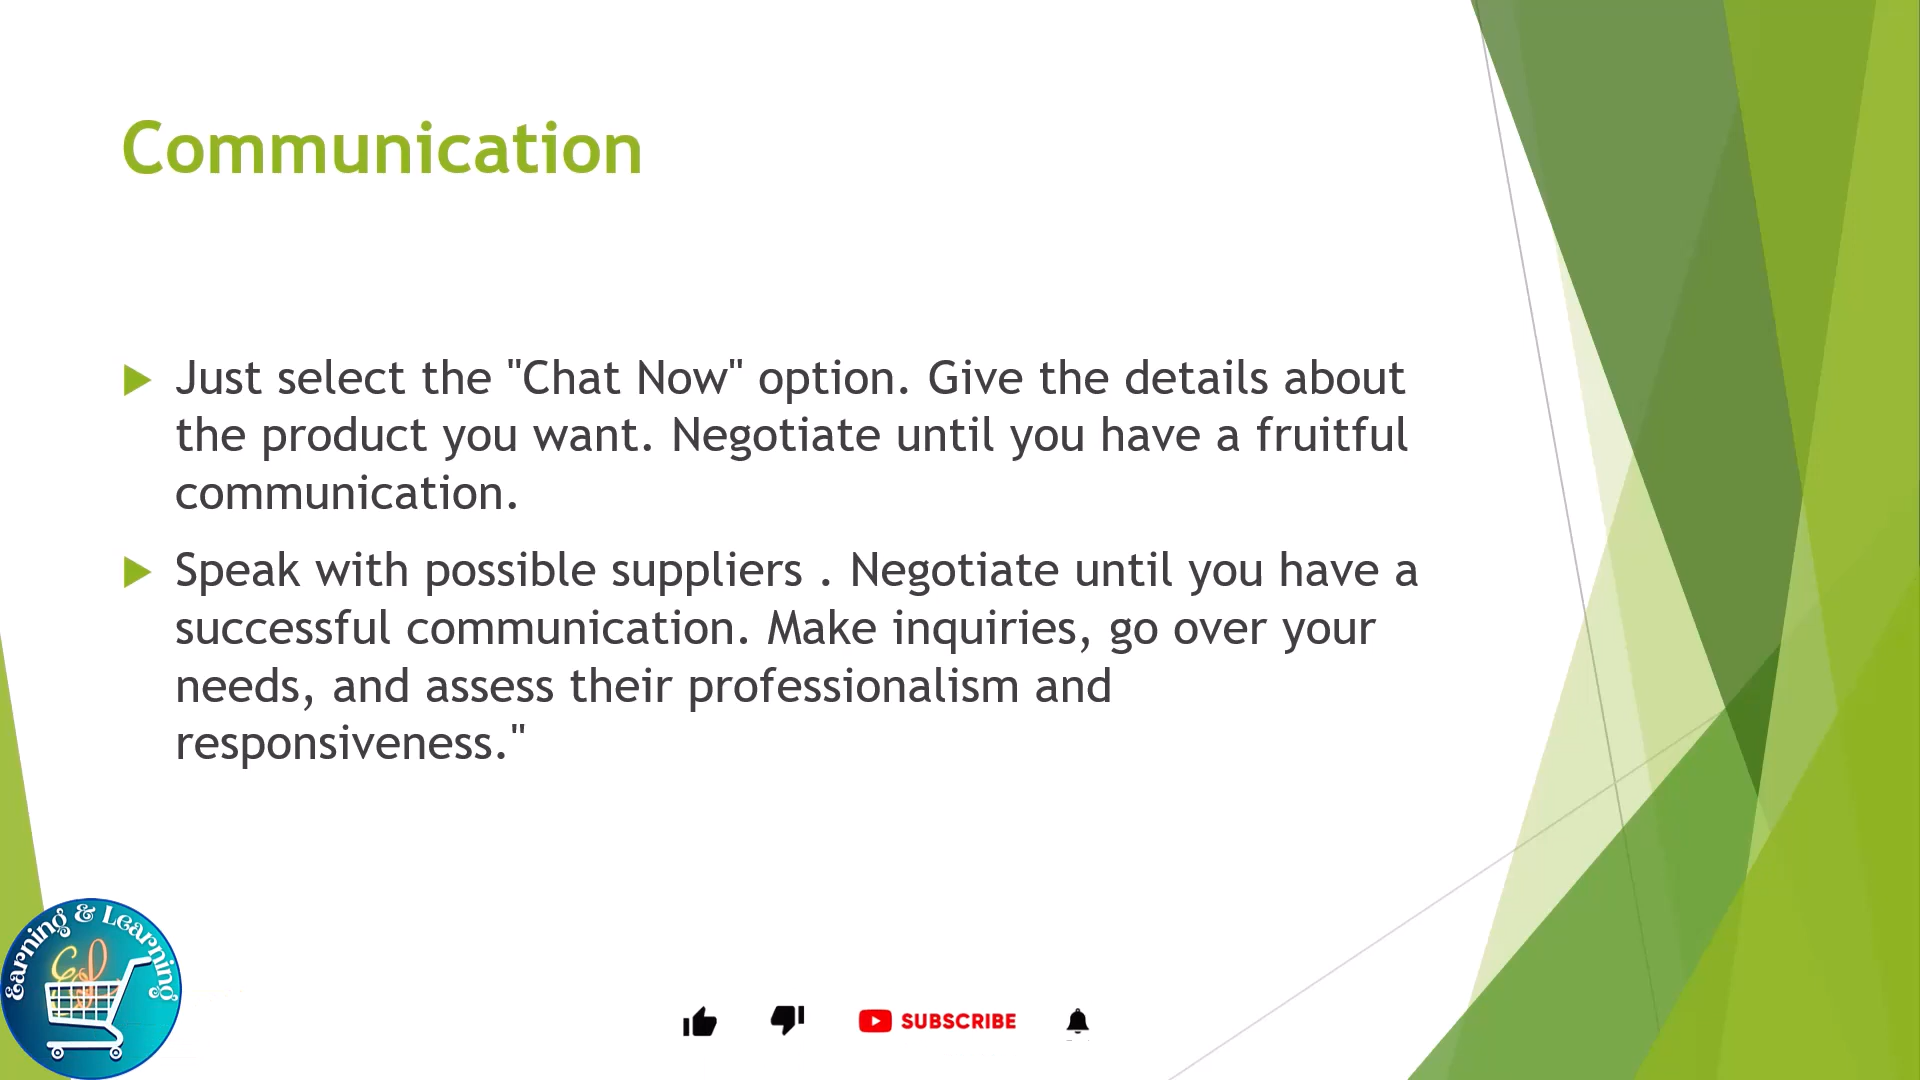 Communication
Just select the "Chat Now" option. Give the details about
the product you want. Negotiate until you have a fruitful
communication.
Speak with possible suppliers . Negotiate until you have a
successful communication. Make inquiries, go over your
needs, and assess their professionalism and
responsiveness."
Earning & Learning
SUBSCRIBE